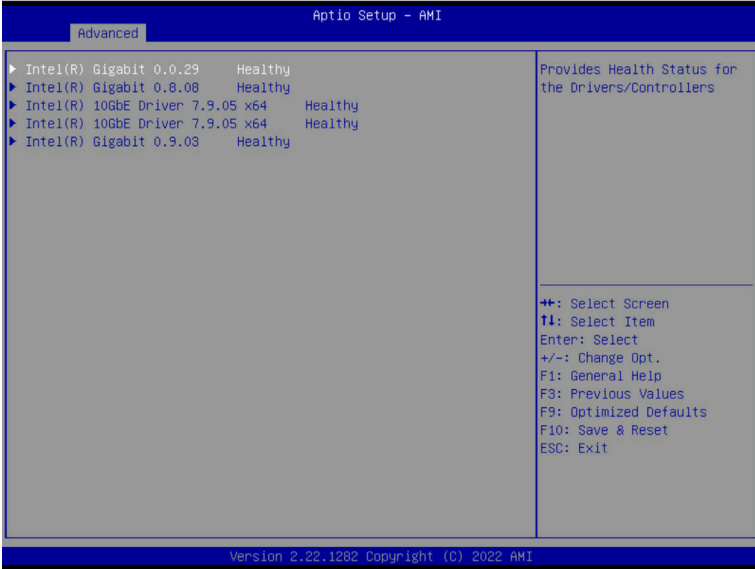 Aptio Setup – AMI
Advanced
▶ Intel(R) Gigabit 0.0.29 Healthy
▶ Intel(R) Gigabit 0.8.08 Healthy
▶ Intel(R) 10GbE Driver 7.9.05 x64 Healthy
▶ Intel(R) 10GbE Driver 7.9.05 x64 Healthy
▶ Intel(R) Gigabit 0.9.03 Healthy
Provides Health Status for
the Drivers/Controllers
→←: Select Screen
↑↓: Select Item
Enter: Select
+/-: Change Opt.
F1: General Help
F3: Previous Values
F9: Optimized Defaults
F10: Save & Reset
ESC: Exit
Version 2.22.1282 Copyright (C) 2022 AMI